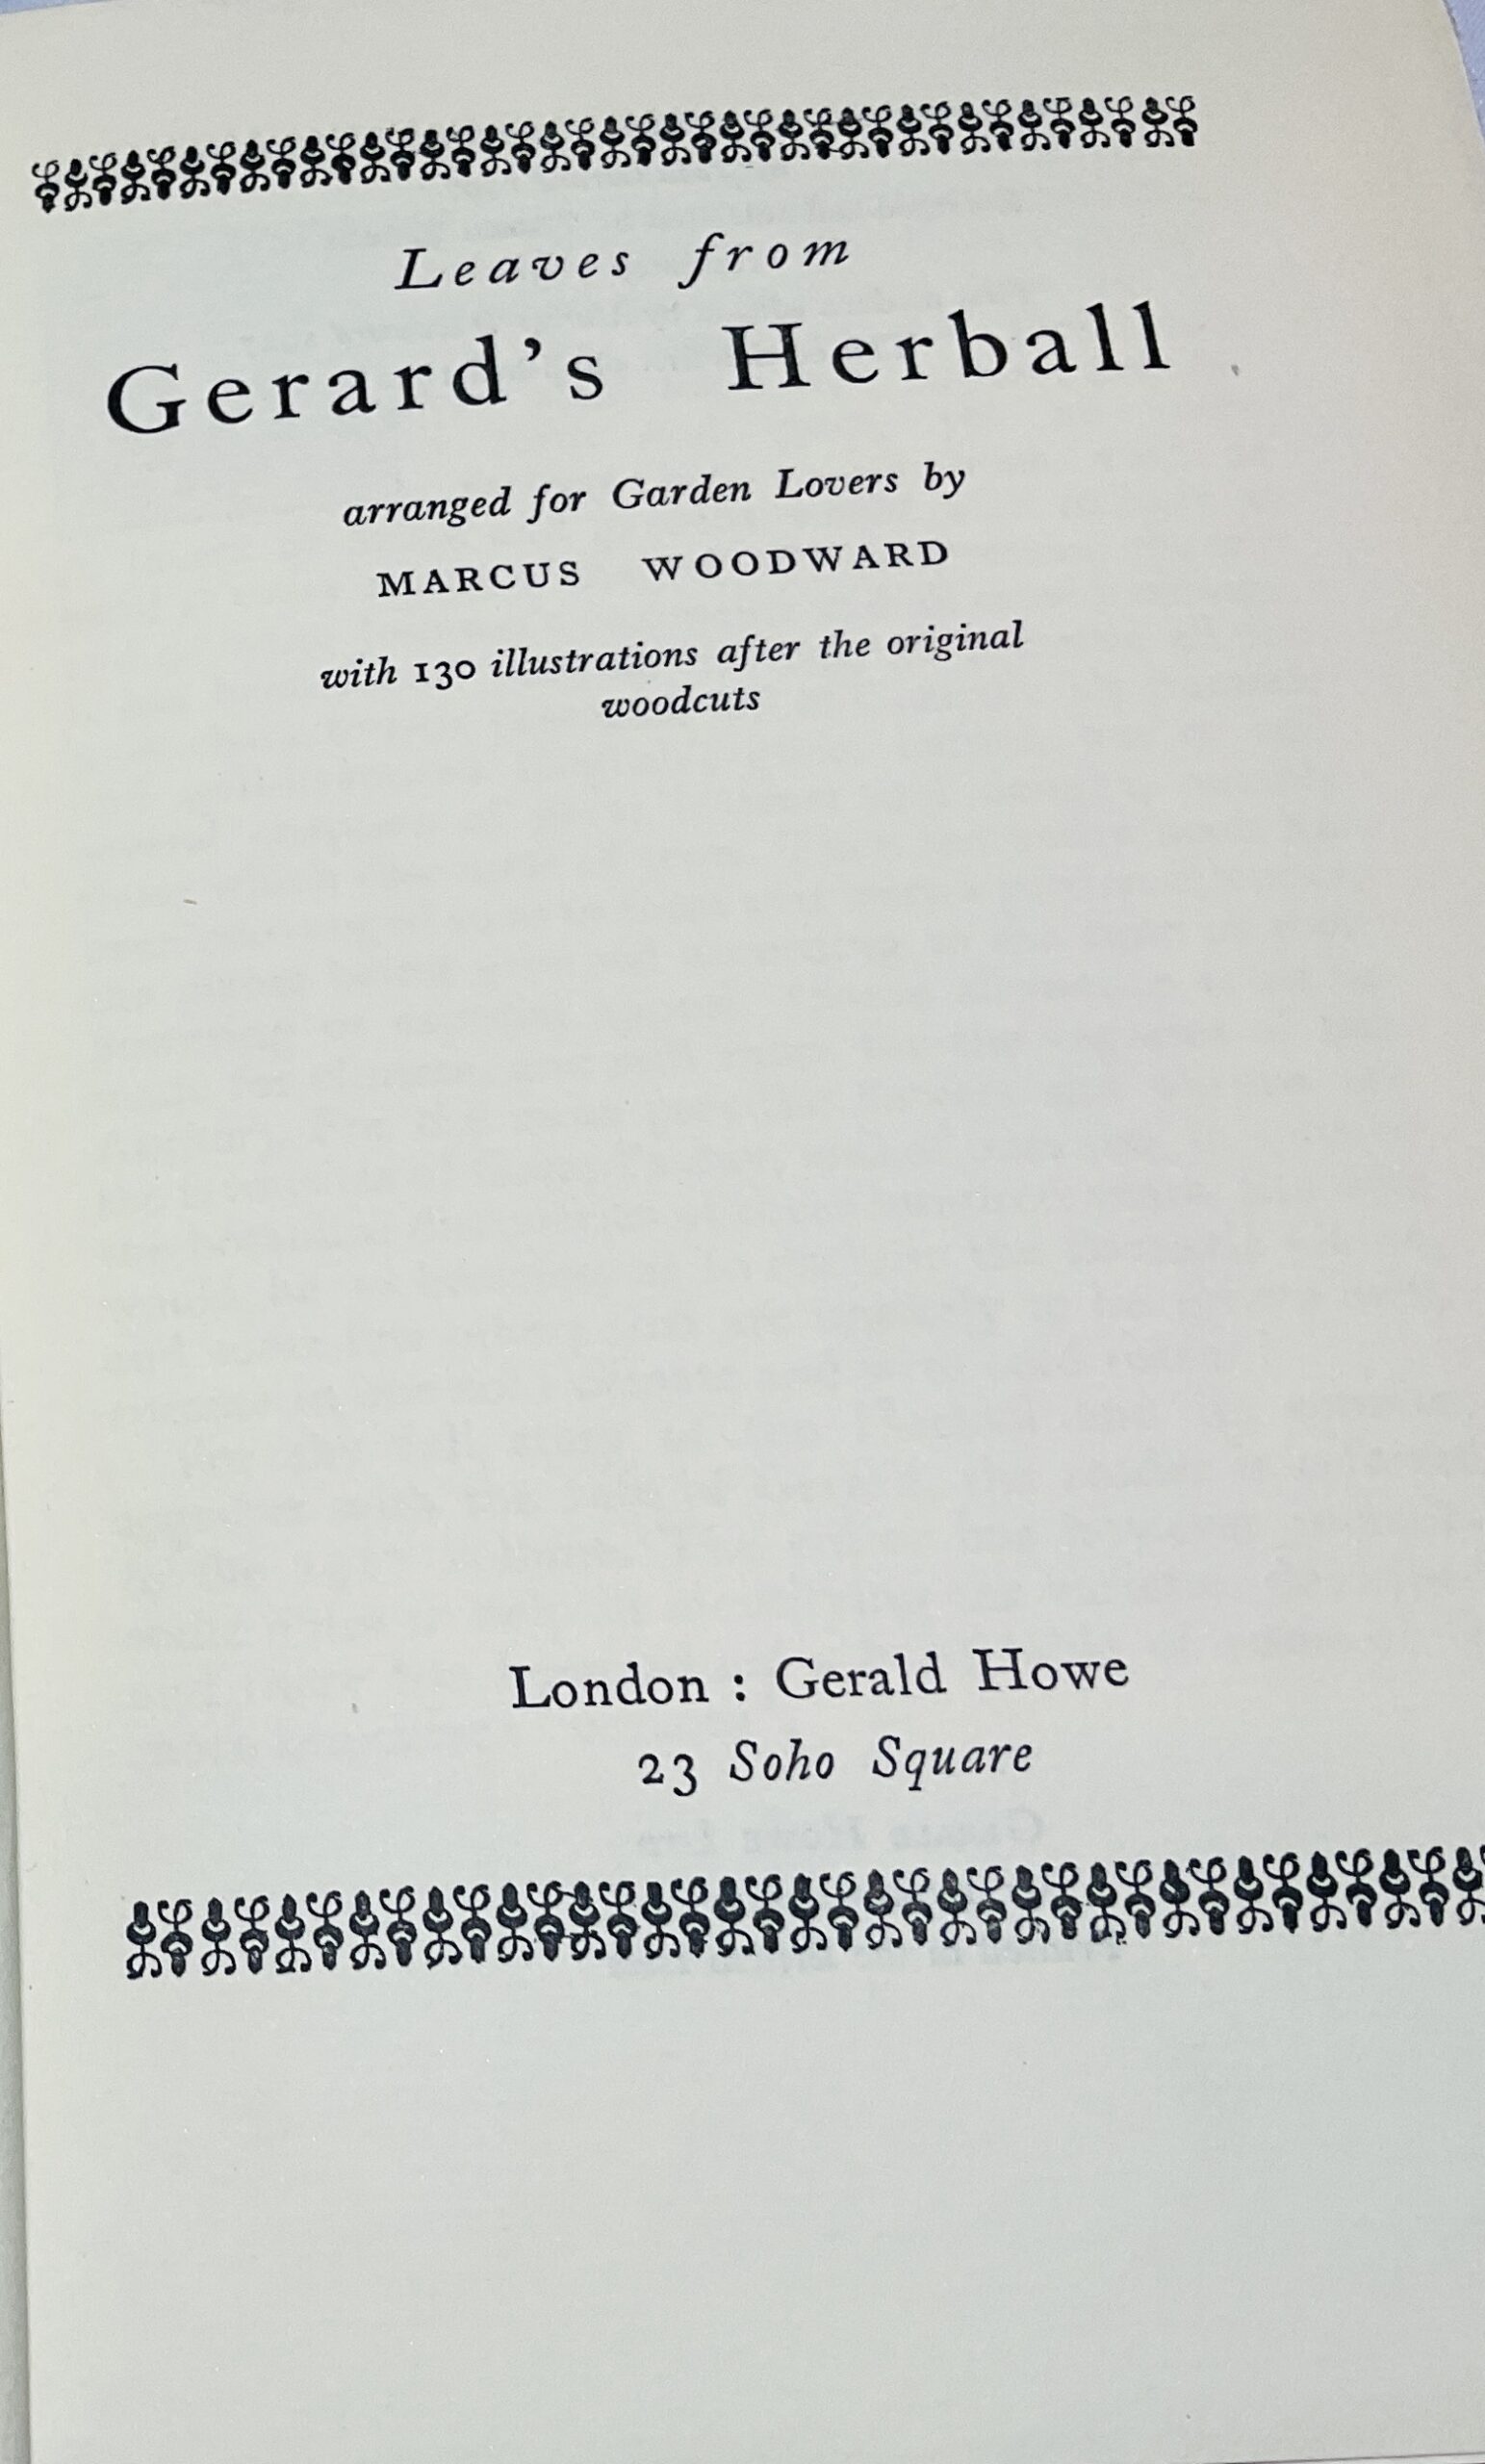 Leaves from
Gerard's Herball
arranged for Garden Lovers by
MARCUS WOODWARD
with 130 illustrations after the original
woodcuts
London : Gerald Howe
23 Soho Square